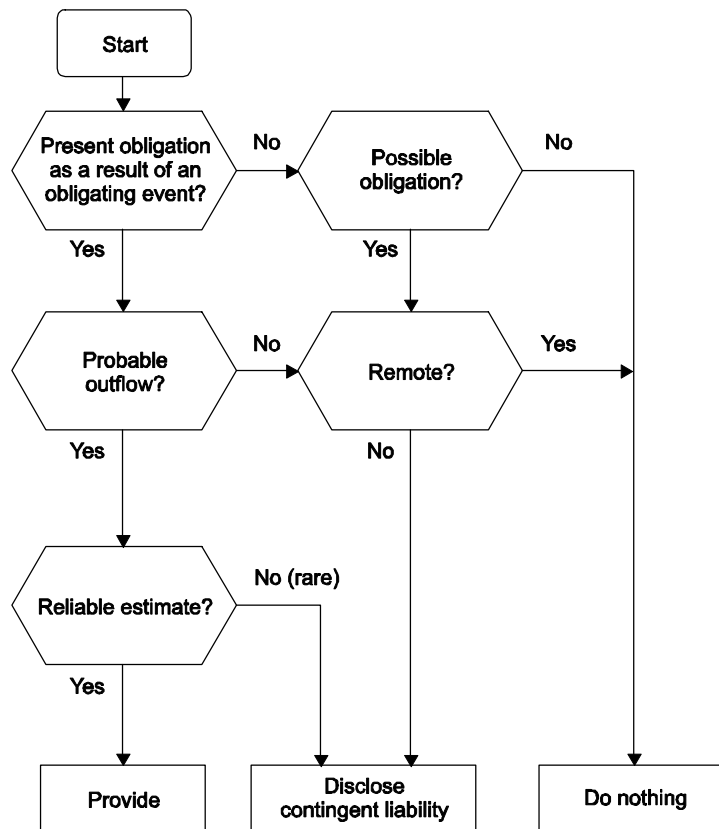 Start
Present obligation
as a result of an
obligating event?
No
Possible
obligation?
No
Yes
Yes
Probable
outflow?
No
Remote?
Yes
Yes
No
Reliable estimate?
No (rare)
Yes
Provide
Disclose
contingent liability
Do nothing